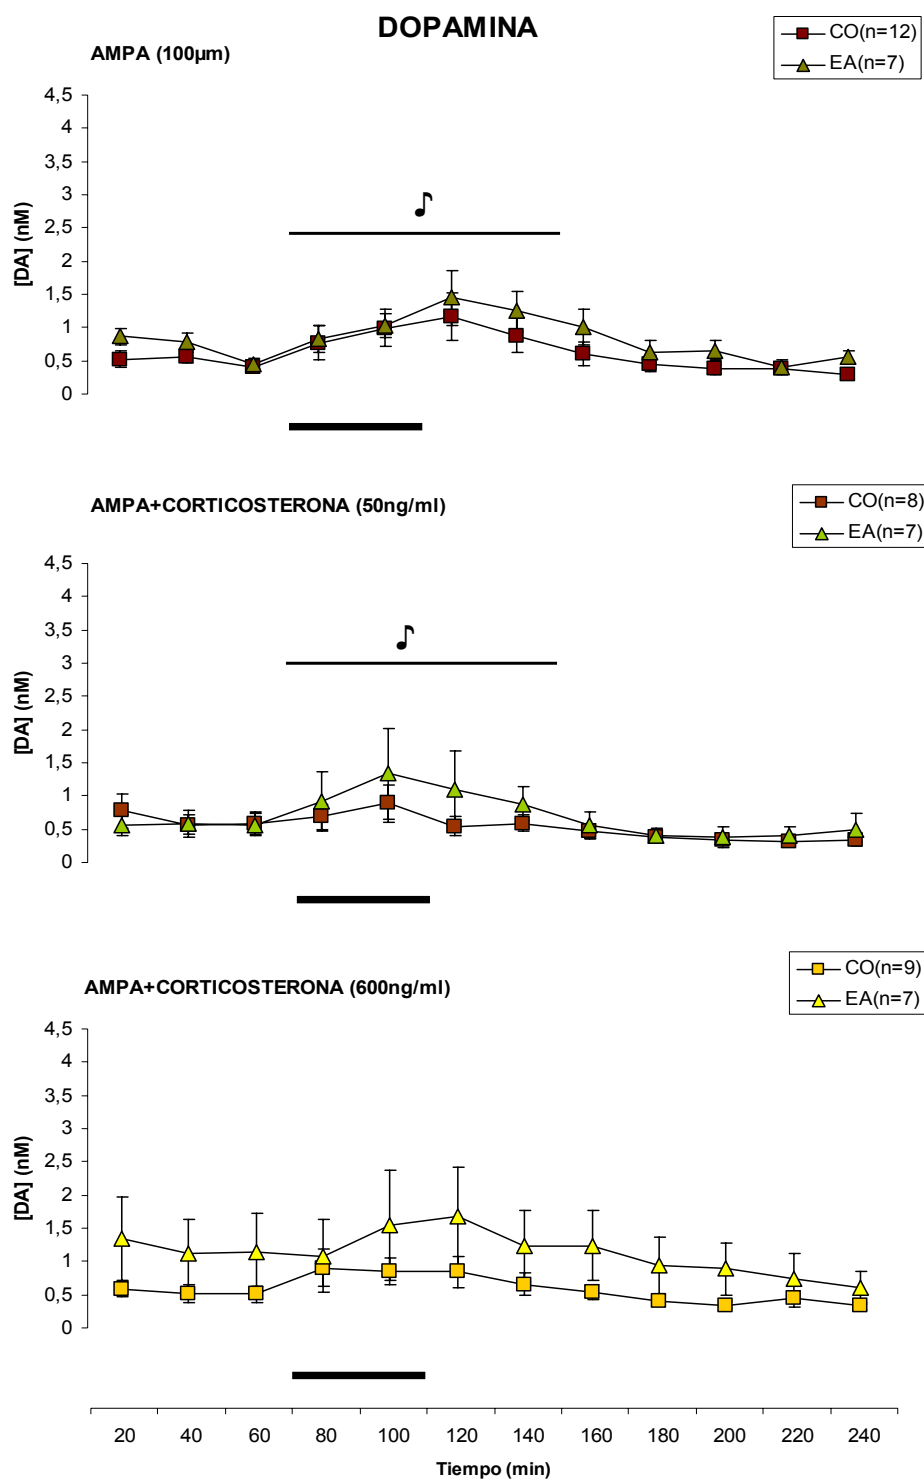 DOPAMINA
AMPA (100µm)
CO(n=12)
EA(n=7)
4,5
4
3,5
3
2,5
2
1,5
1
0,5
0
[DA] (nM)
♪
AMPA+CORTICOSTERONA (50ng/ml)
CO(n=8)
EA(n=7)
4,5
4
3,5
3
2,5
2
1,5
1
0,5
0
[DA] (nM)
♪
AMPA+CORTICOSTERONA (600ng/ml)
CO(n=9)
EA(n=7)
4,5
4
3,5
3
2,5
2
1,5
1
0,5
0
[DA] (nM)
20 40 60 80 100 120 140 160 180 200 220 240
Tiempo (min)